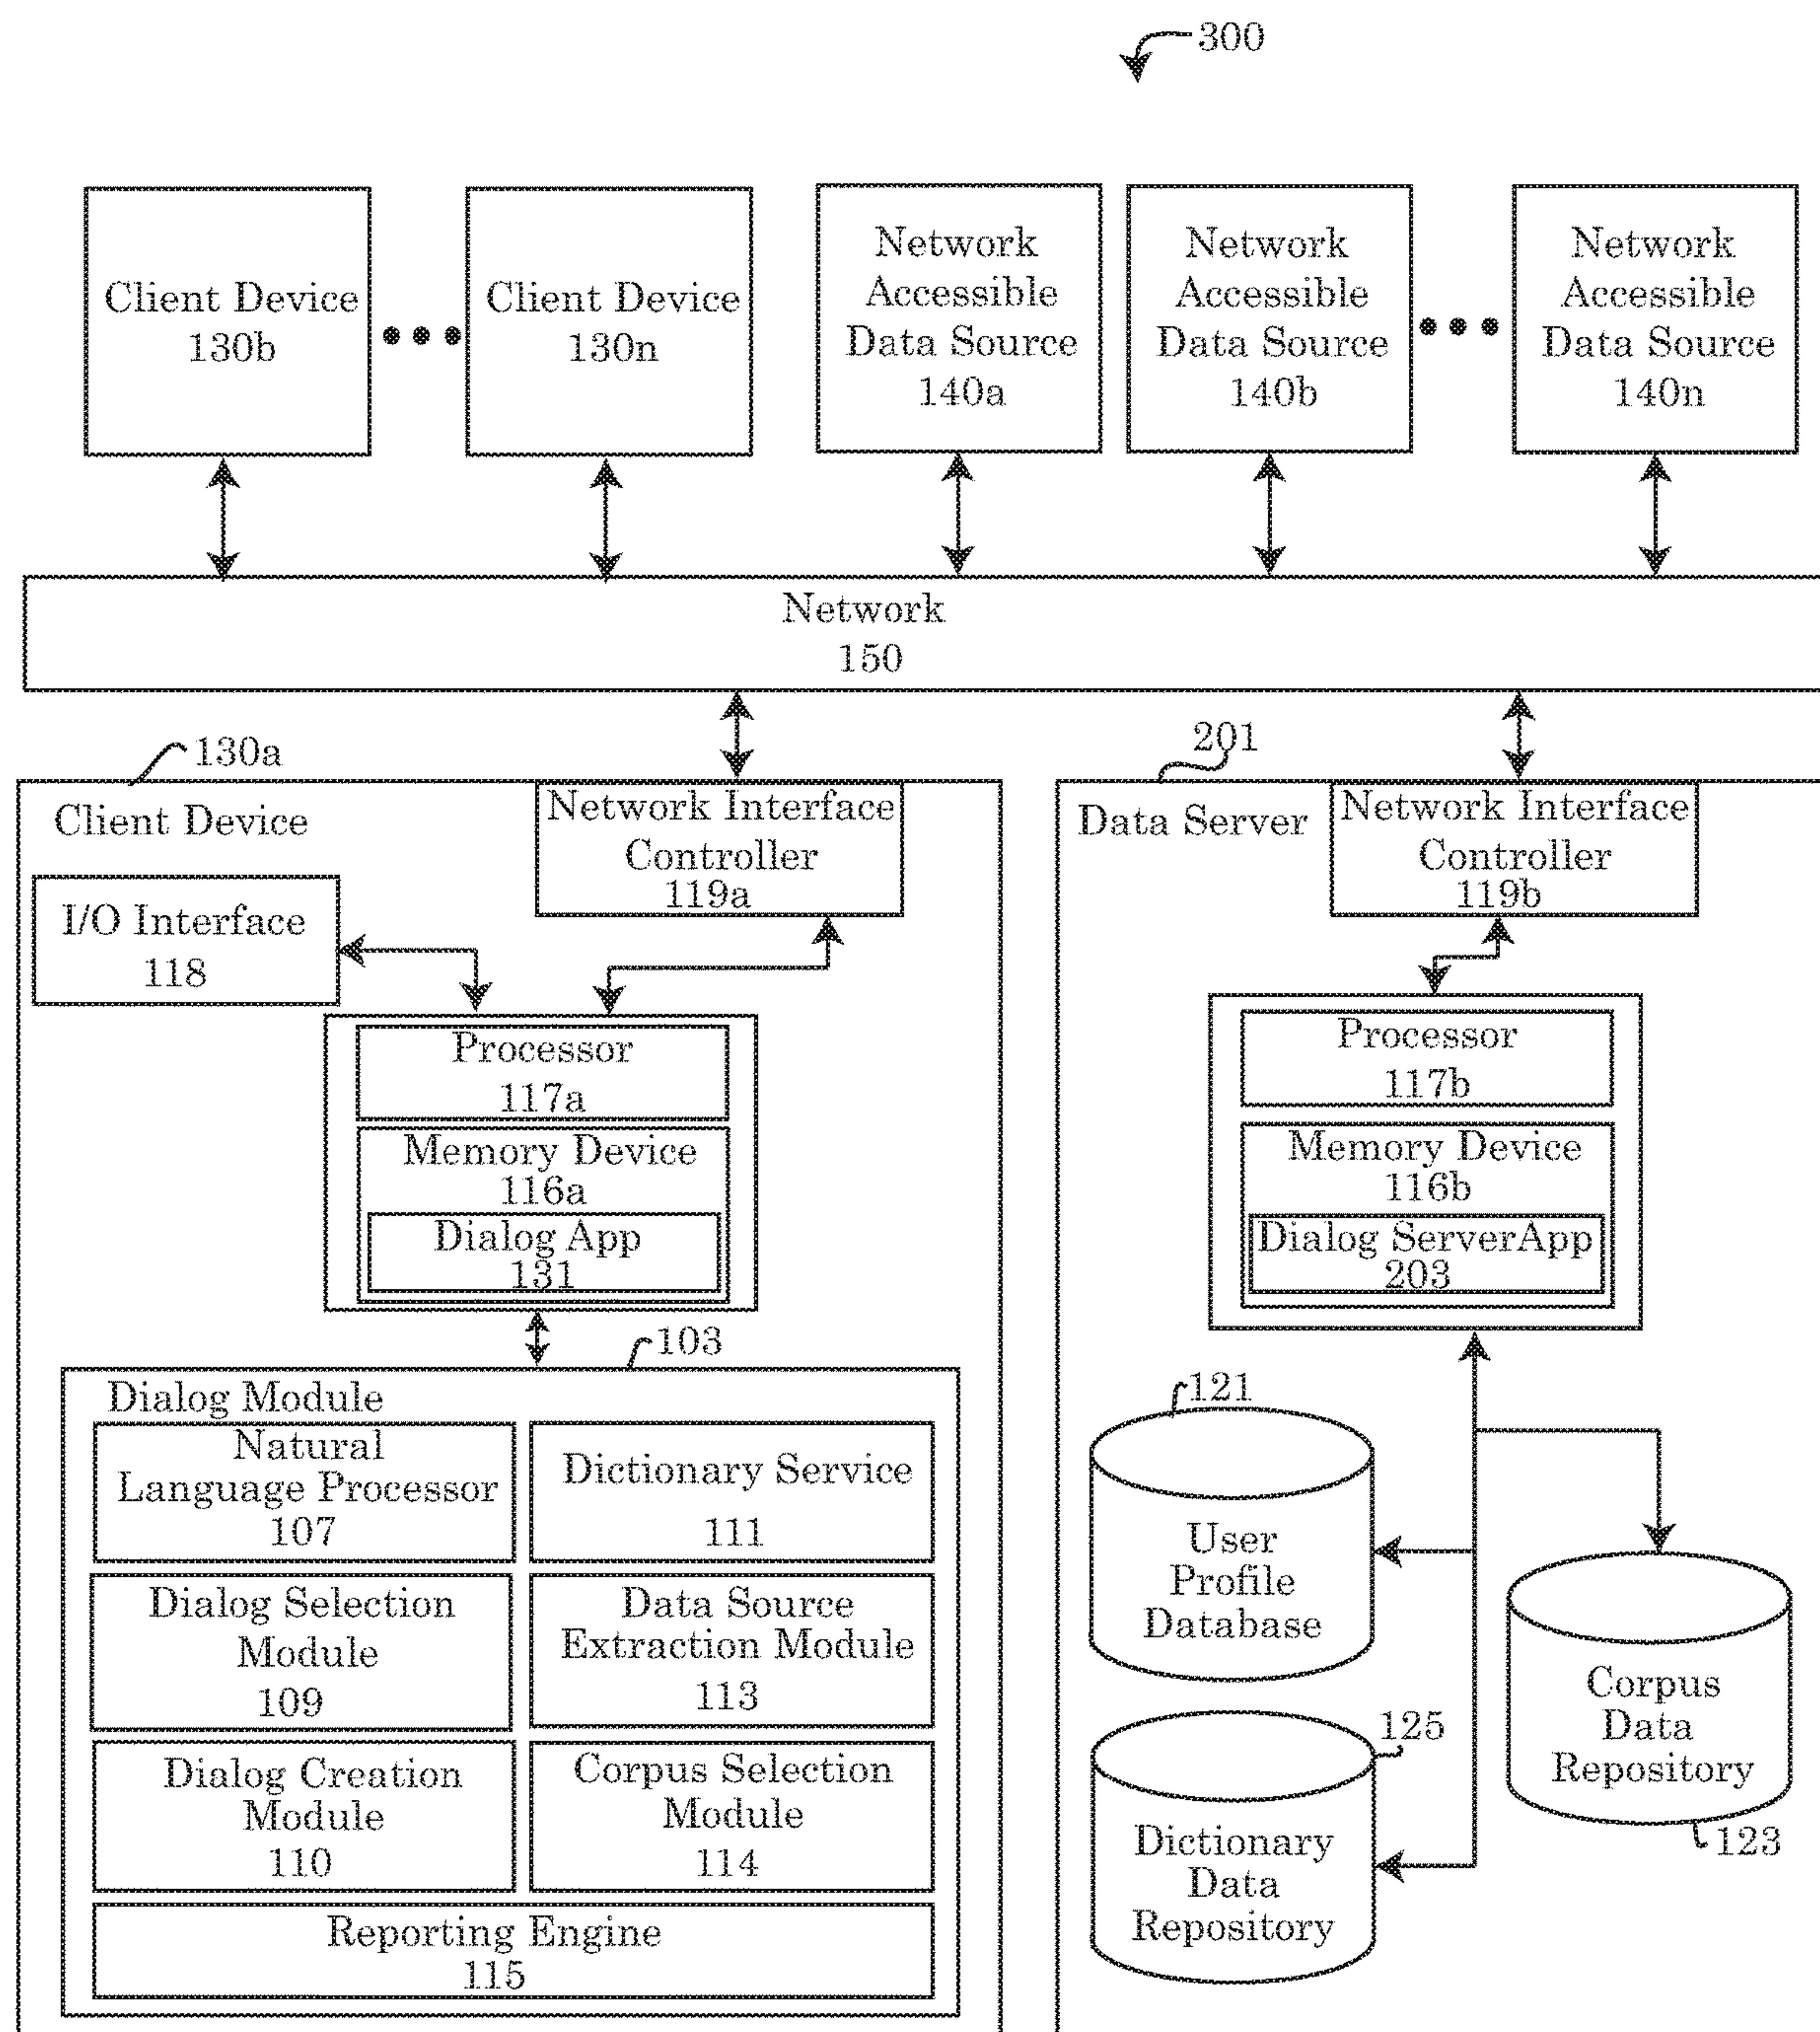 300
Client Device
130b
Client Device
130n
Network
Accessible
Data Source
140a
Network
Accessible
Data Source
140b
Network
Accessible
Data Source
140n
Network
150
130a
Client Device
Network Interface
Controller
119a
I/O Interface
118
Processor
117a
Memory Device
116a
Dialog App
131
103
Dialog Module
Natural
Language Processor
107
Dictionary Service
111
Dialog Selection
Module
109
Data Source
Extraction Module
113
Dialog Creation
Module
110
Corpus Selection
Module
114
Reporting Engine
115
201
Data Server
Network Interface
Controller
119b
Processor
117b
Memory Device
116b
Dialog ServerApp
203
121
User
Profile
Database
Corpus
Data
Repository
123
125
Dictionary
Data
Repository